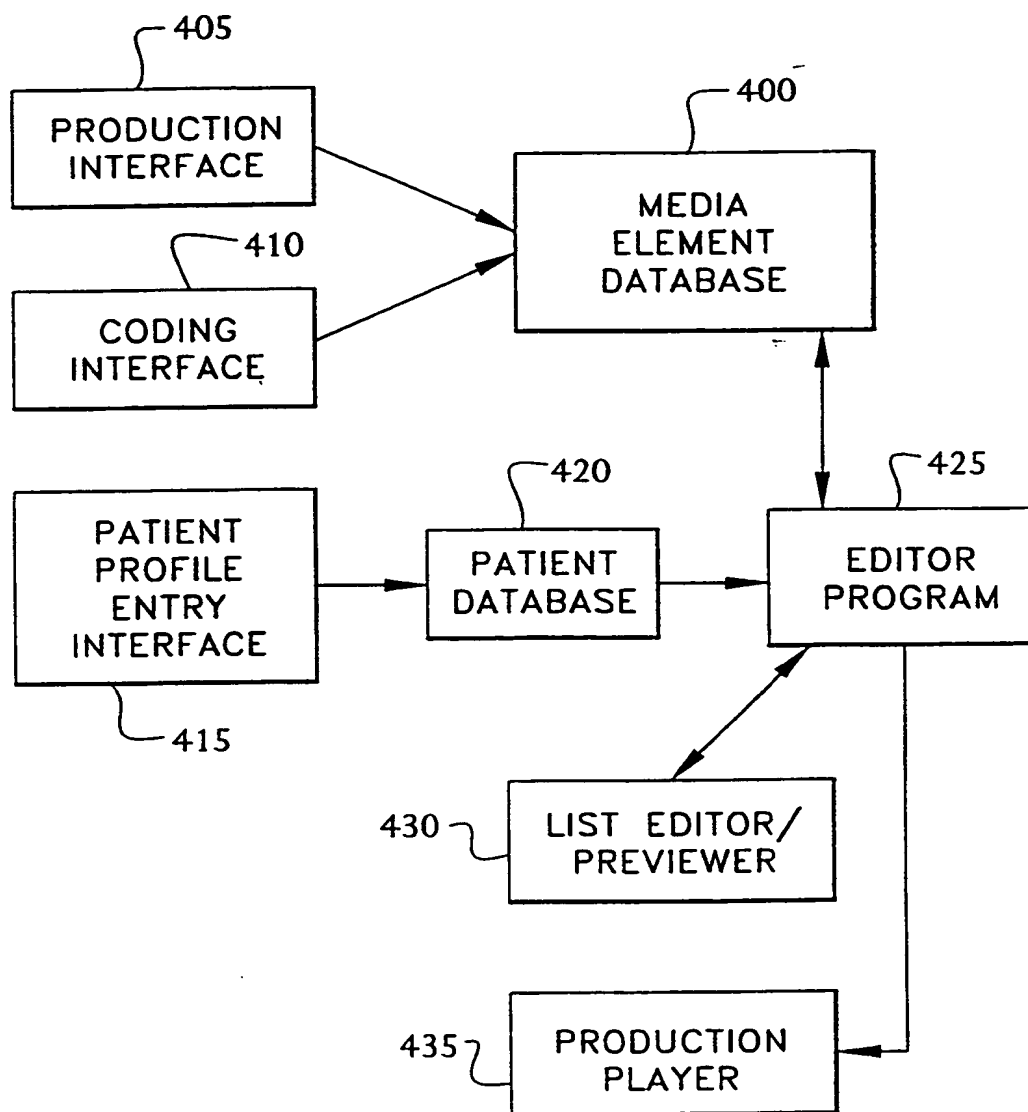 405
PRODUCTION
INTERFACE
400
MEDIA
ELEMENT
DATABASE
410
CODING
INTERFACE
420
425
PATIENT
PROFILE
ENTRY
INTERFACE
415
PATIENT
DATABASE
EDITOR
PROGRAM
430
LIST EDITOR/
PREVIEWER
435
PRODUCTION
PLAYER